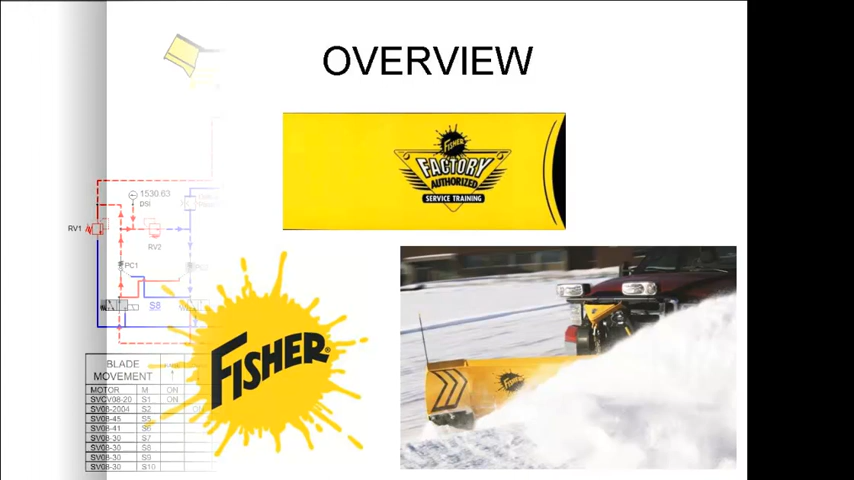 OVERVIEW
FISHER
FACTORY
AUTHORIZED
SERVICE TRAINING
1530 63
psi
RV1
RV2
PC1
S8
FISHER®
FISHER
BLADE
MOVEMENT
MOTOR M ON
SVCV08-20 S1 ON
SV08-2004 S2
SV08-45 S5
SV08-41 S6
SV08-30 S7
SV08-30 S8
SV08-30 S9
SV08-30 S10